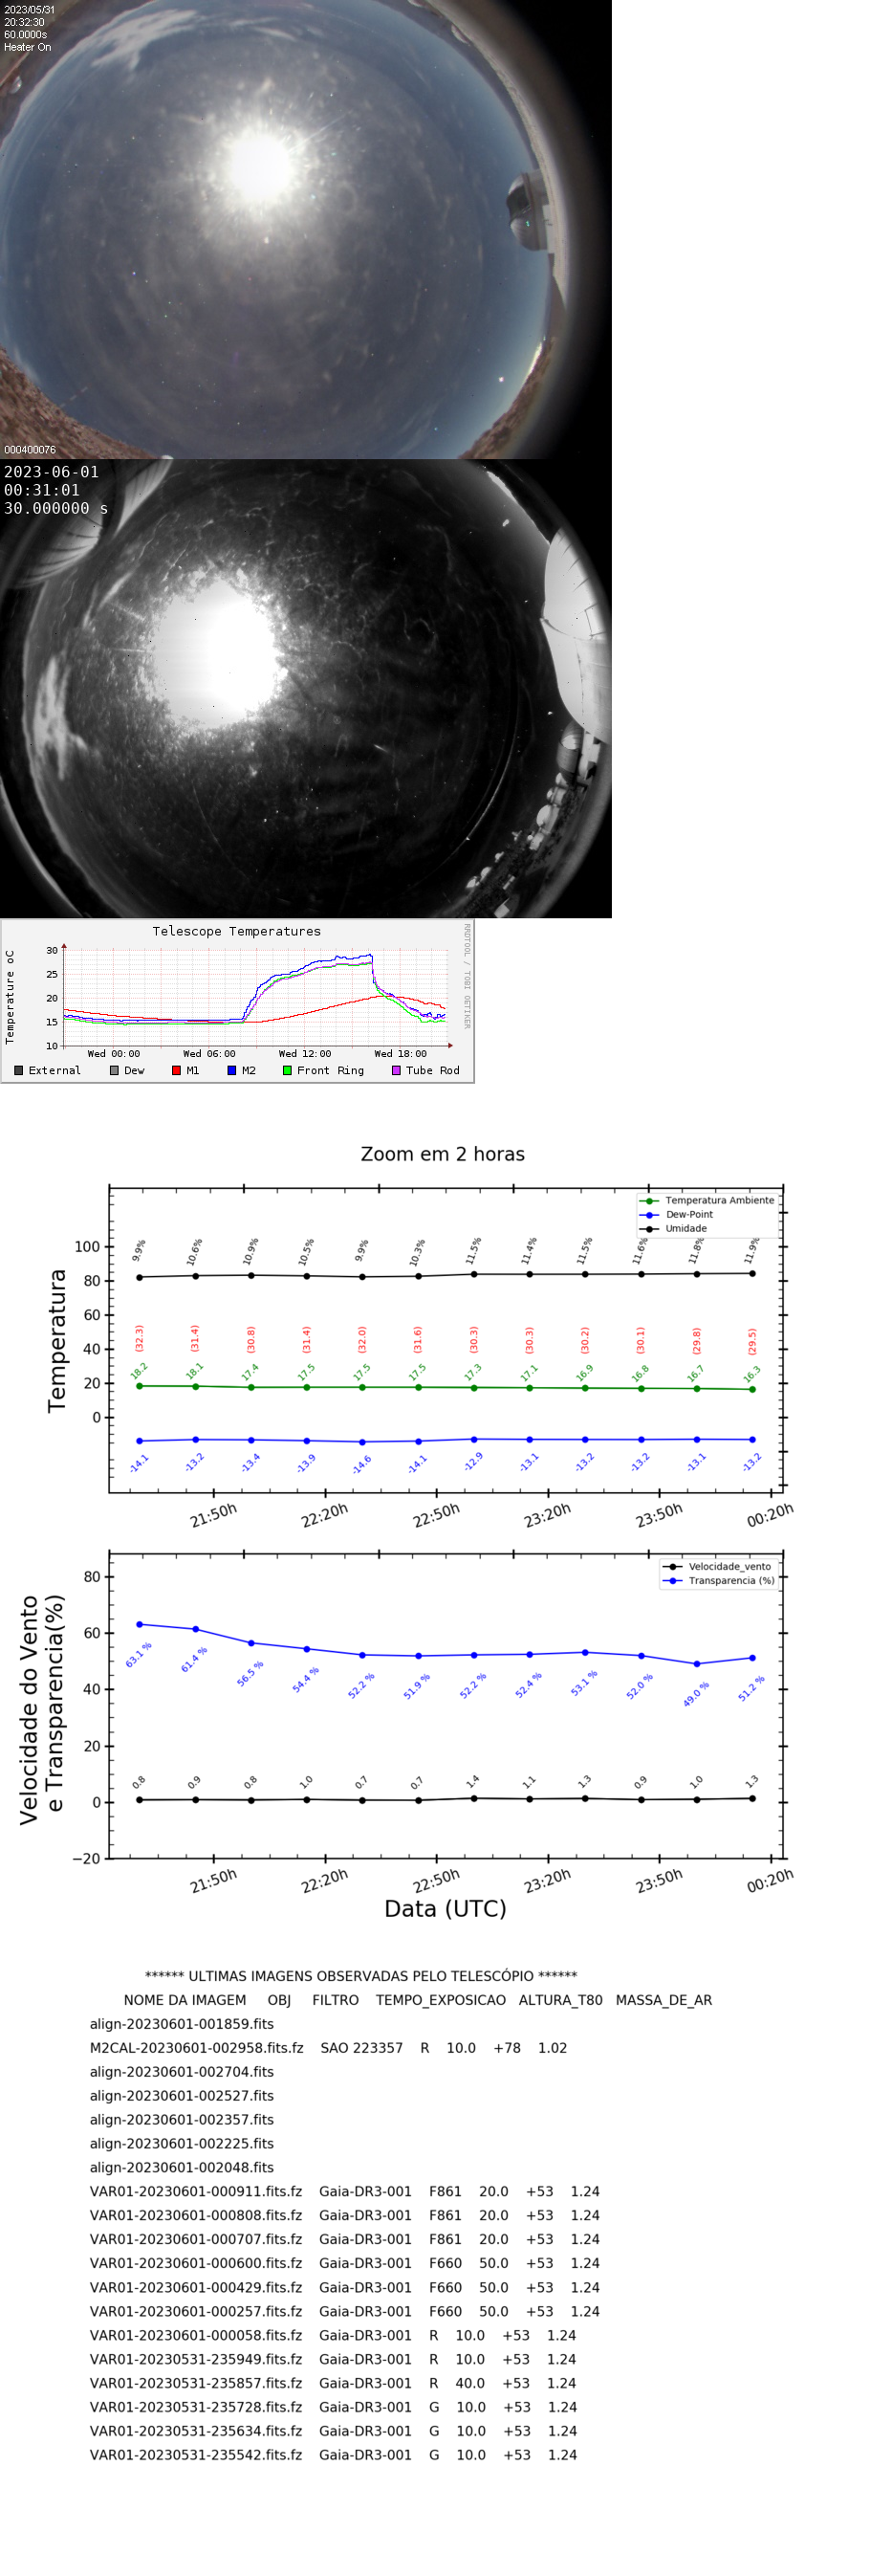 2023/05/31
20:32:30
60.0000s
Heater On
000400076
2023-06-01
00:31:01
30.000000 s
Telescope Temperatures
RRDTOOL / TOBI OETIKER
Temperature oC
30
25
20
15
10
Wed 00:00 Wed 06:00 Wed 12:00 Wed 18:00
External Dew M1 M2 Front Ring Tube Rod
Zoom em 2 horas
Temperatura Ambiente
Dew-Point
Umidade
Temperatura
100
80
60
40
20
0
9.9% 10.6% 10.9% 10.5% 9.9% 10.3% 11.5% 11.4% 11.5% 11.6% 11.8% 11.9%
(32.3) (31.4) (30.8) (31.4) (32.0) (31.6) (30.3) (30.3) (30.2) (30.1) (29.8) (29.5)
18.2 18.1 17.4 17.5 17.5 17.5 17.3 17.1 16.9 16.8 16.7 16.3
-14.1 -13.2 -13.4 -13.9 -14.6 -14.1 -12.9 -13.1 -13.2 -13.2 -13.1 -13.2
21:50h 22:20h 22:50h 23:20h 23:50h 00:20h
Velocidade_vento
Transparencia (%)
Velocidade do Vento
e Transparencia(%)
80
60
40
20
0
−20
63.1 % 61.4 % 56.5 % 54.4 % 52.2 % 51.9 % 52.2 % 52.4 % 53.1 % 52.0 % 49.0 % 51.2 %
0.8 0.9 0.8 1.0 0.7 0.7 1.4 1.1 1.3 0.9 1.0 1.3
21:50h 22:20h 22:50h 23:20h 23:50h 00:20h
Data (UTC)
****** ULTIMAS IMAGENS OBSERVADAS PELO TELESCÓPIO ******
NOME DA IMAGEM OBJ FILTRO TEMPO_EXPOSICAO ALTURA_T80 MASSA_DE_AR
align-20230601-001859.fits
M2CAL-20230601-002958.fits.fz SAO 223357 R 10.0 +78 1.02
align-20230601-002704.fits
align-20230601-002527.fits
align-20230601-002357.fits
align-20230601-002225.fits
align-20230601-002048.fits
VAR01-20230601-000911.fits.fz Gaia-DR3-001 F861 20.0 +53 1.24
VAR01-20230601-000808.fits.fz Gaia-DR3-001 F861 20.0 +53 1.24
VAR01-20230601-000707.fits.fz Gaia-DR3-001 F861 20.0 +53 1.24
VAR01-20230601-000600.fits.fz Gaia-DR3-001 F660 50.0 +53 1.24
VAR01-20230601-000429.fits.fz Gaia-DR3-001 F660 50.0 +53 1.24
VAR01-20230601-000257.fits.fz Gaia-DR3-001 F660 50.0 +53 1.24
VAR01-20230601-000058.fits.fz Gaia-DR3-001 R 10.0 +53 1.24
VAR01-20230531-235949.fits.fz Gaia-DR3-001 R 10.0 +53 1.24
VAR01-20230531-235857.fits.fz Gaia-DR3-001 R 40.0 +53 1.24
VAR01-20230531-235728.fits.fz Gaia-DR3-001 G 10.0 +53 1.24
VAR01-20230531-235634.fits.fz Gaia-DR3-001 G 10.0 +53 1.24
VAR01-20230531-235542.fits.fz Gaia-DR3-001 G 10.0 +53 1.24